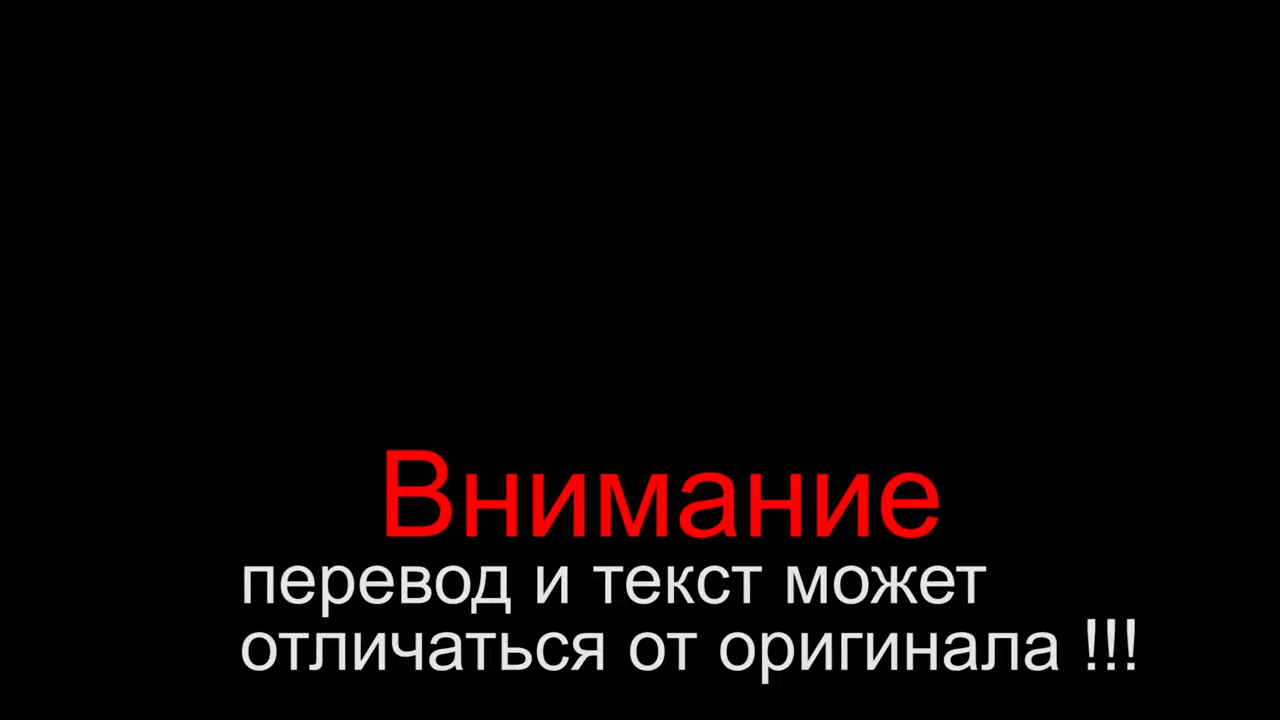 Внимание
перевод и текст может
отличаться от оригинала !!!